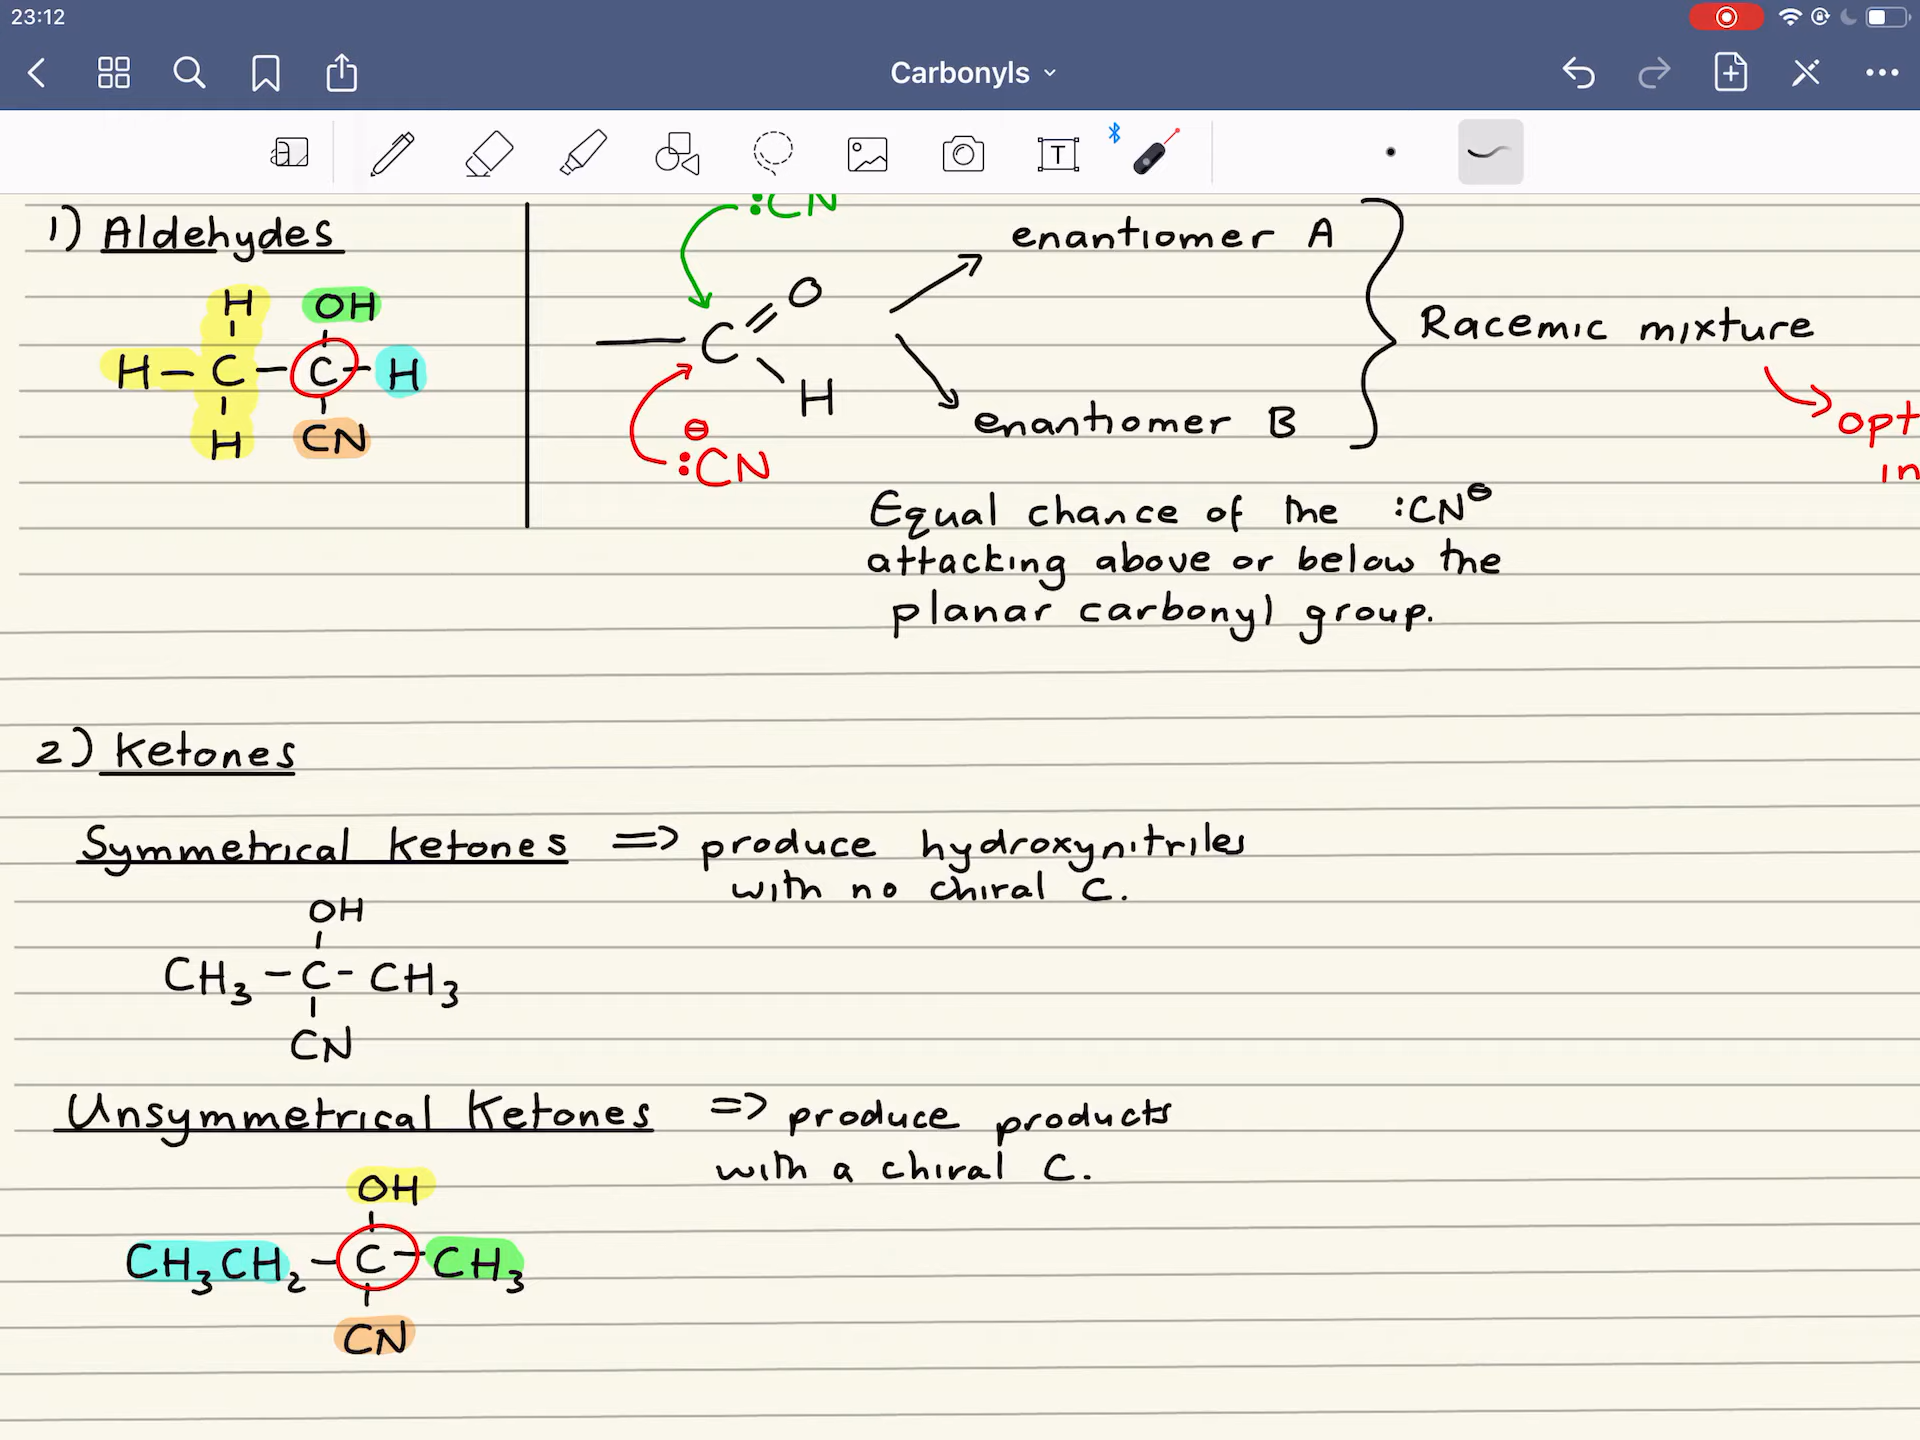 23:12
Carbonyls
T
1) Aldehydes
:CN
enantiomer A
H OH
O
H - C - C - H
C
Racemic mixture
H CN
H
enantiomer B
opt
in
⊖
:CN
Equal chance of the :CN⊖
attacking above or below the
planar carbonyl group.
2) Ketones
Symmetrical Ketones => produce hydroxynitriles
with no chiral C.
OH
CH3 - C - CH3
CN
Unsymmetrical Ketones => produce products
with a chiral C.
OH
CH3CH2 - C - CH3
CN